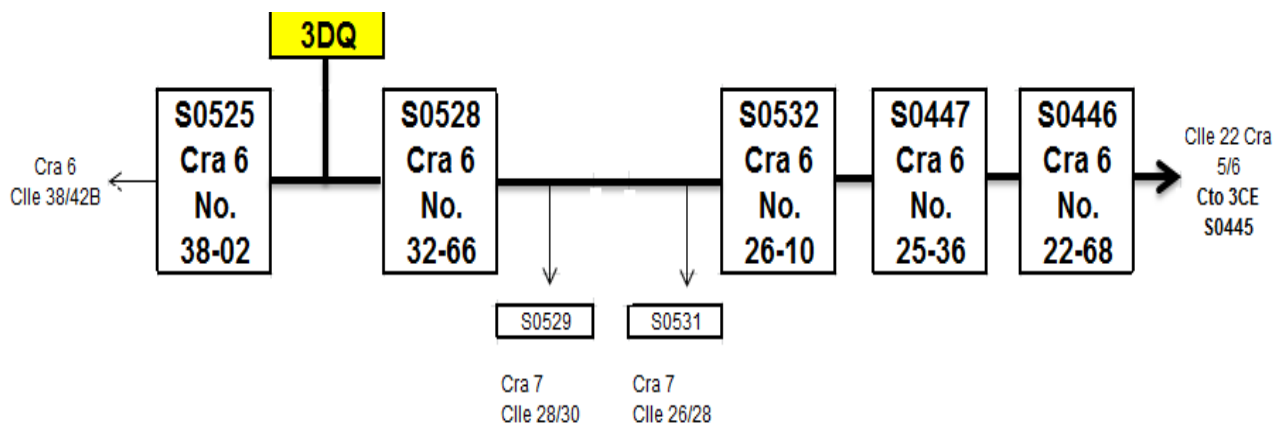 3DQ
Cra 6
Clle 38/42B
S0525
Cra 6
No.
38-02
S0528
Cra 6
No.
32-66
S0532
Cra 6
No.
26-10
S0447
Cra 6
No.
25-36
S0446
Cra 6
No.
22-68
Clle 22 Cra
5/6
Cto 3CE
S0445
S0529
Cra 7
Clle 28/30
S0531
Cra 7
Clle 26/28